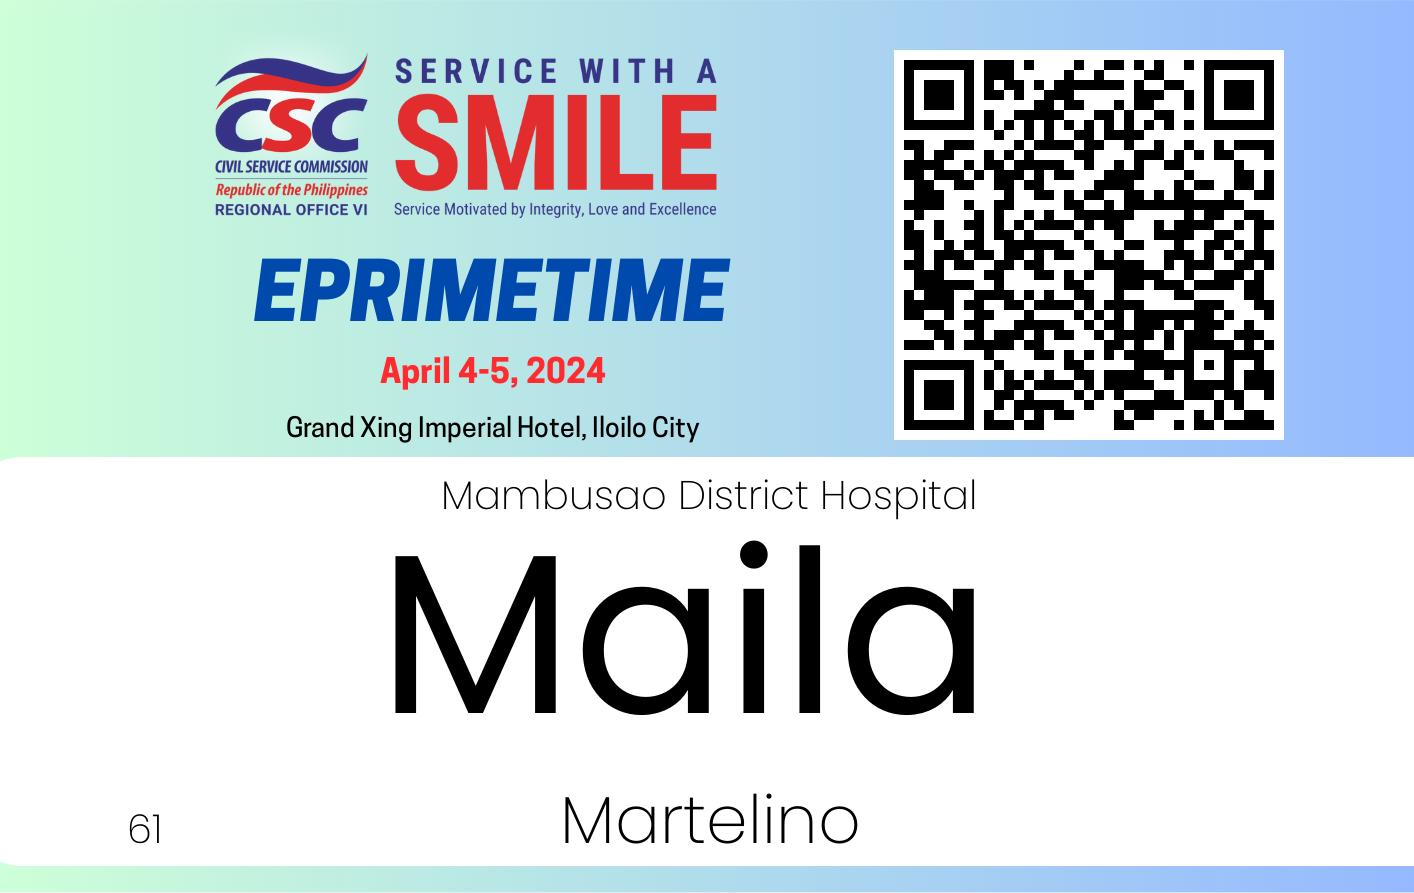 CSC
CIVIL SERVICE COMMISSION
Republic of the Philippines
REGIONAL OFFICE VI
SERVICE WITH A
SMILE
Service Motivated by Integrity, Love and Excellence
EPRIMETIME
April 4-5, 2024
Grand Xing Imperial Hotel, Iloilo City
Mambusao District Hospital
Maila
Martelino
61